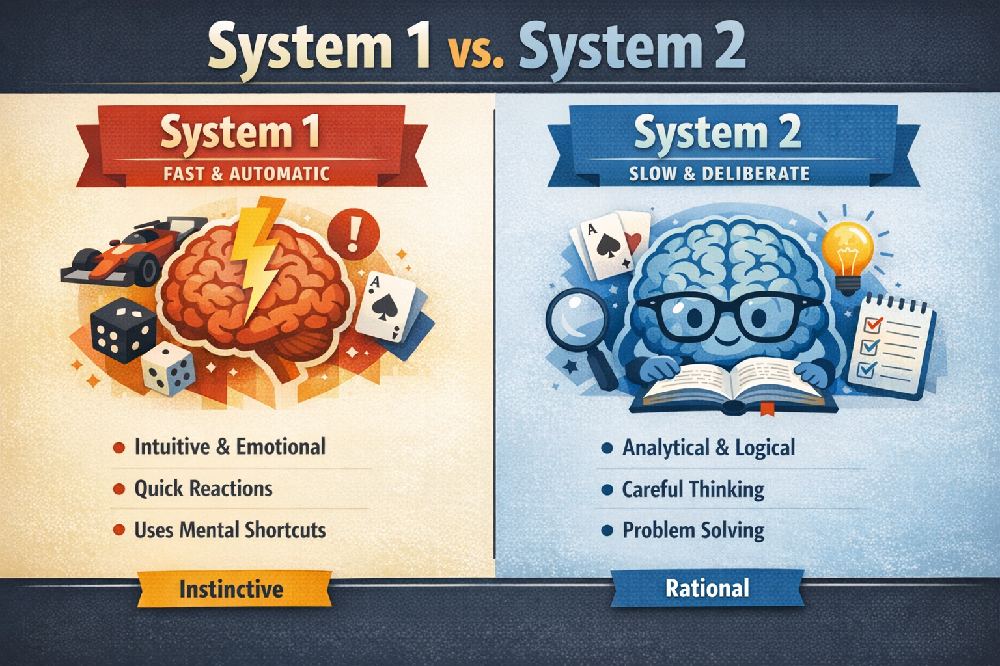 System 1 vs. System 2
System 1
FAST & AUTOMATIC
A
Intuitive & Emotional
Quick Reactions
Uses Mental Shortcuts
Instinctive
System 2
SLOW & DELIBERATE
A
Analytical & Logical
Careful Thinking
Problem Solving
Rational